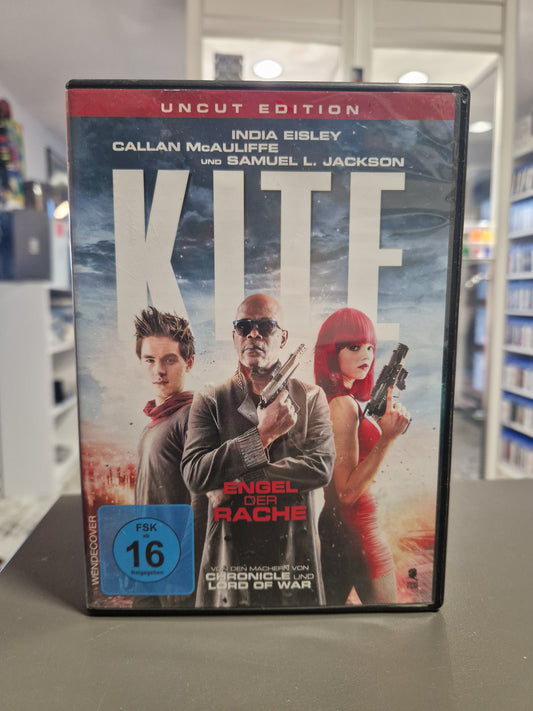 UNCUT EDITION
INDIA EISLEY
CALLAN McAULIFFE
UND SAMUEL L. JACKSON
KITE
ENGEL
DER
RACHE
WENDECOVER
FSK
ab
16
freigegeben
VON DEN MACHERN VON
CHRONICLE UND
LORD OF WAR